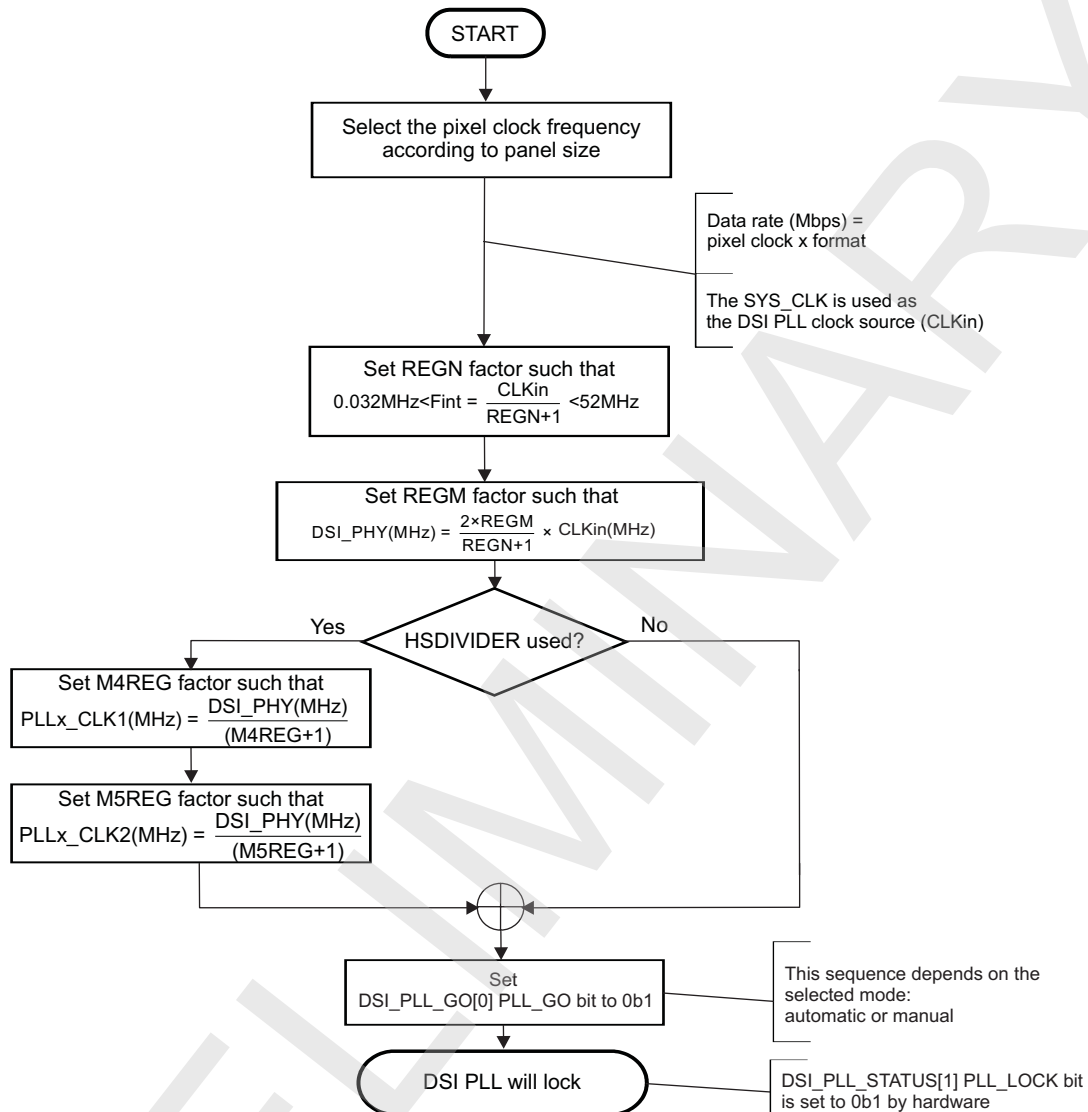 START
Select the pixel clock frequency
according to panel size
Data rate (Mbps) =
pixel clock x format
The SYS_CLK is used as
the DSI PLL clock source (CLKin)
Set REGN factor such that
0.032MHz<Fint = CLKin / REGN+1 <52MHz
Set REGM factor such that
DSI_PHY(MHz) = 2×REGM / REGN+1 × CLKin(MHz)
HSDIVIDER used?
Yes
No
Set M4REG factor such that
PLLx_CLK1(MHz) = DSI_PHY(MHz) / (M4REG+1)
Set M5REG factor such that
PLLx_CLK2(MHz) = DSI_PHY(MHz) / (M5REG+1)
Set
DSI_PLL_GO[0] PLL_GO bit to 0b1
This sequence depends on the
selected mode:
automatic or manual
DSI PLL will lock
DSI_PLL_STATUS[1] PLL_LOCK bit
is set to 0b1 by hardware
ELIMINARY